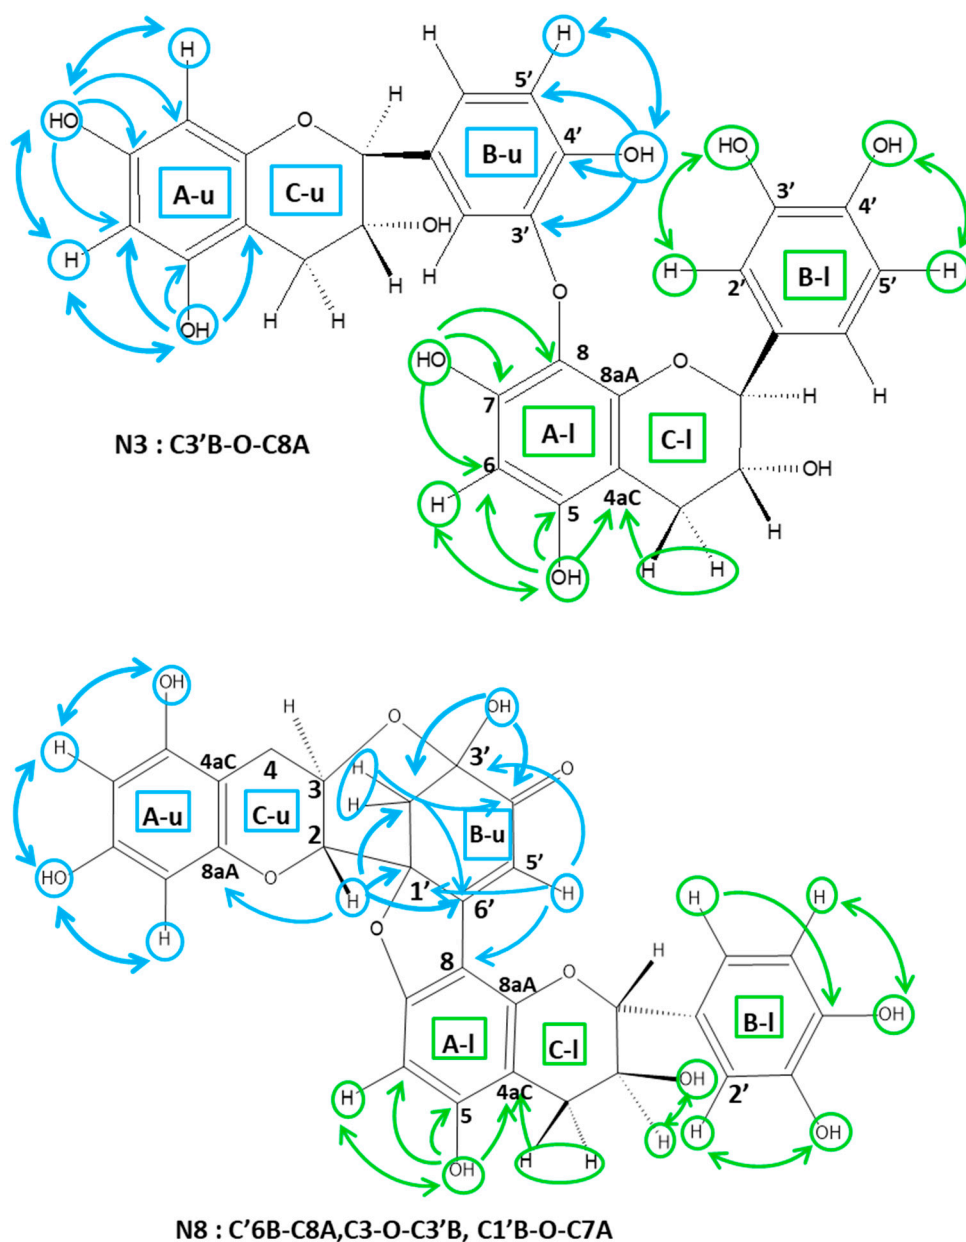 H H
5'
H
HO
O
H
B-u
4'
OH
A-u
C-u
HO
OH
3'
4'
OH
3'
H
H
H
H
2'
B-l
5'
H
OH
H H
O
8
HO
8aA
O
H
7
A-l
C-l
H
N3 : C3'B-O-C8A
6
4aC
OH
H
5
H
OH
H
H
OH
H
O
OH
3'
H
4aC
4
H
O
3
A-u
C-u
H
B-u
2
5'
HO
8aA
O
1'
H
H
6'
H
O
H
H
H
8
8aA
O
H
B-l
OH
A-l
C-l
4aC
OH
2'
H
5
H
H
OH
OH
H
H
N8 : C'6B-C8A,C3-O-C3'B, C1'B-O-C7A